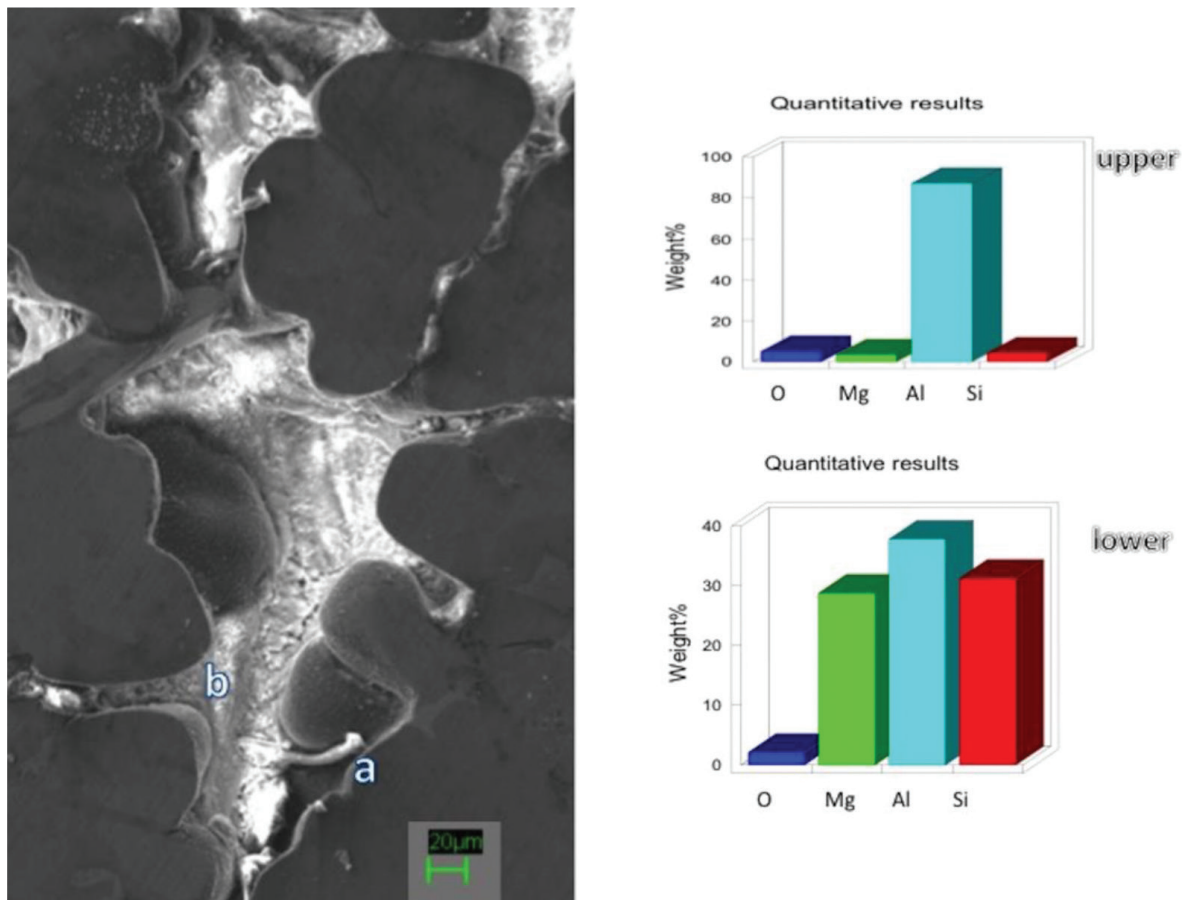 b
a
20µm
Quantitative results
upper
Weight%
100
80
60
40
20
0
O Mg Al Si
Quantitative results
lower
Weight%
40
30
20
10
0
O Mg Al Si